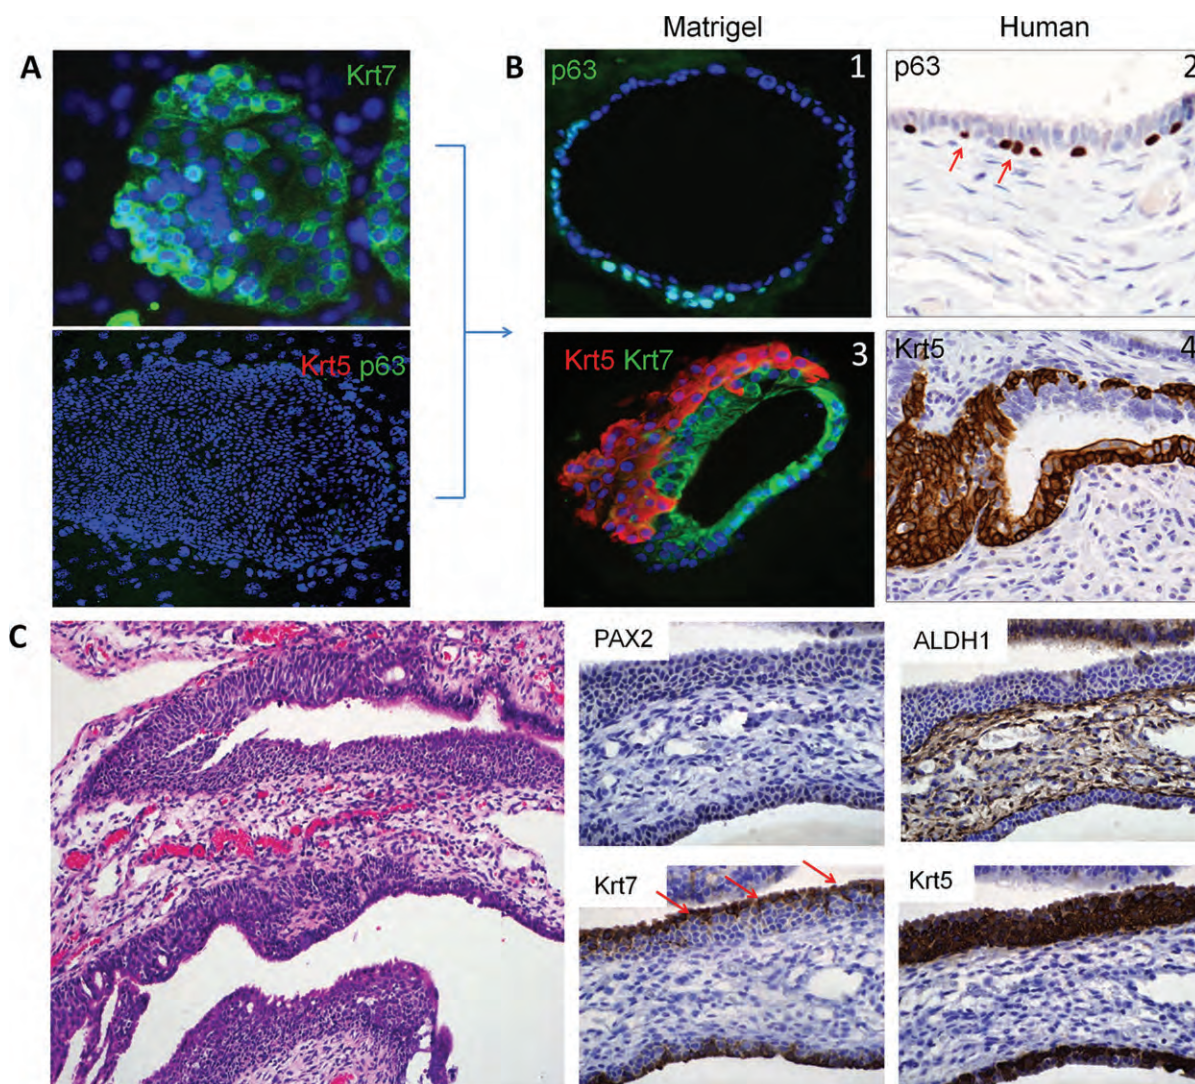 Matrigel Human
A Krt7
B p63 1 p63 2
Krt5 p63
Krt5 Krt7 3 Krt5 4
C PAX2 ALDH1
Krt7 Krt5